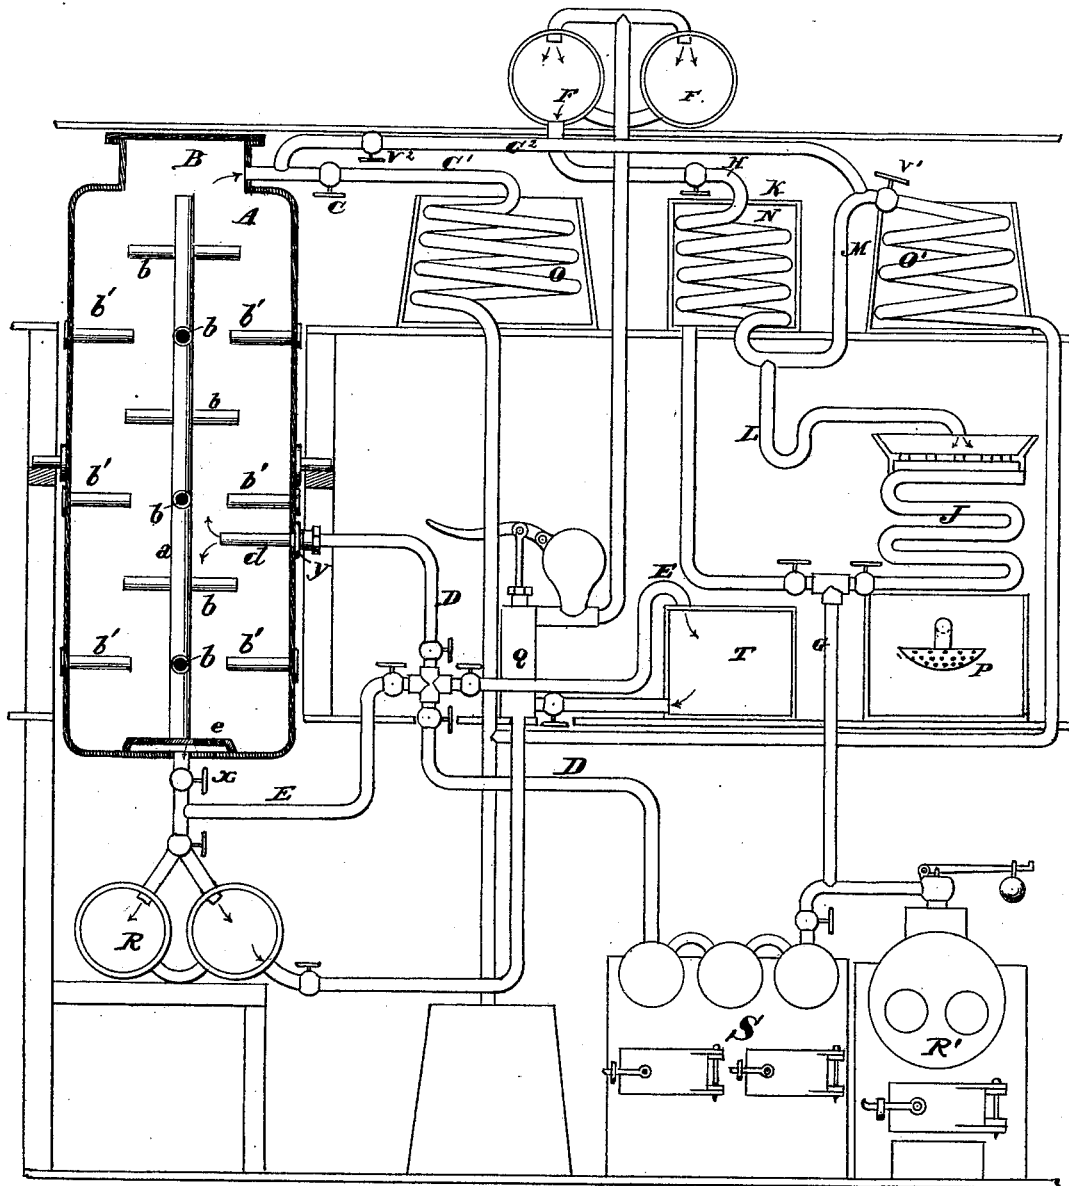 F F
B V² C² H V'
C' K
C N
A M
b O O'
b' b b'
b
L
b' b b'
J
a d y
E
b D
b' b b' Q T G P
e
x D
E
R
S R'